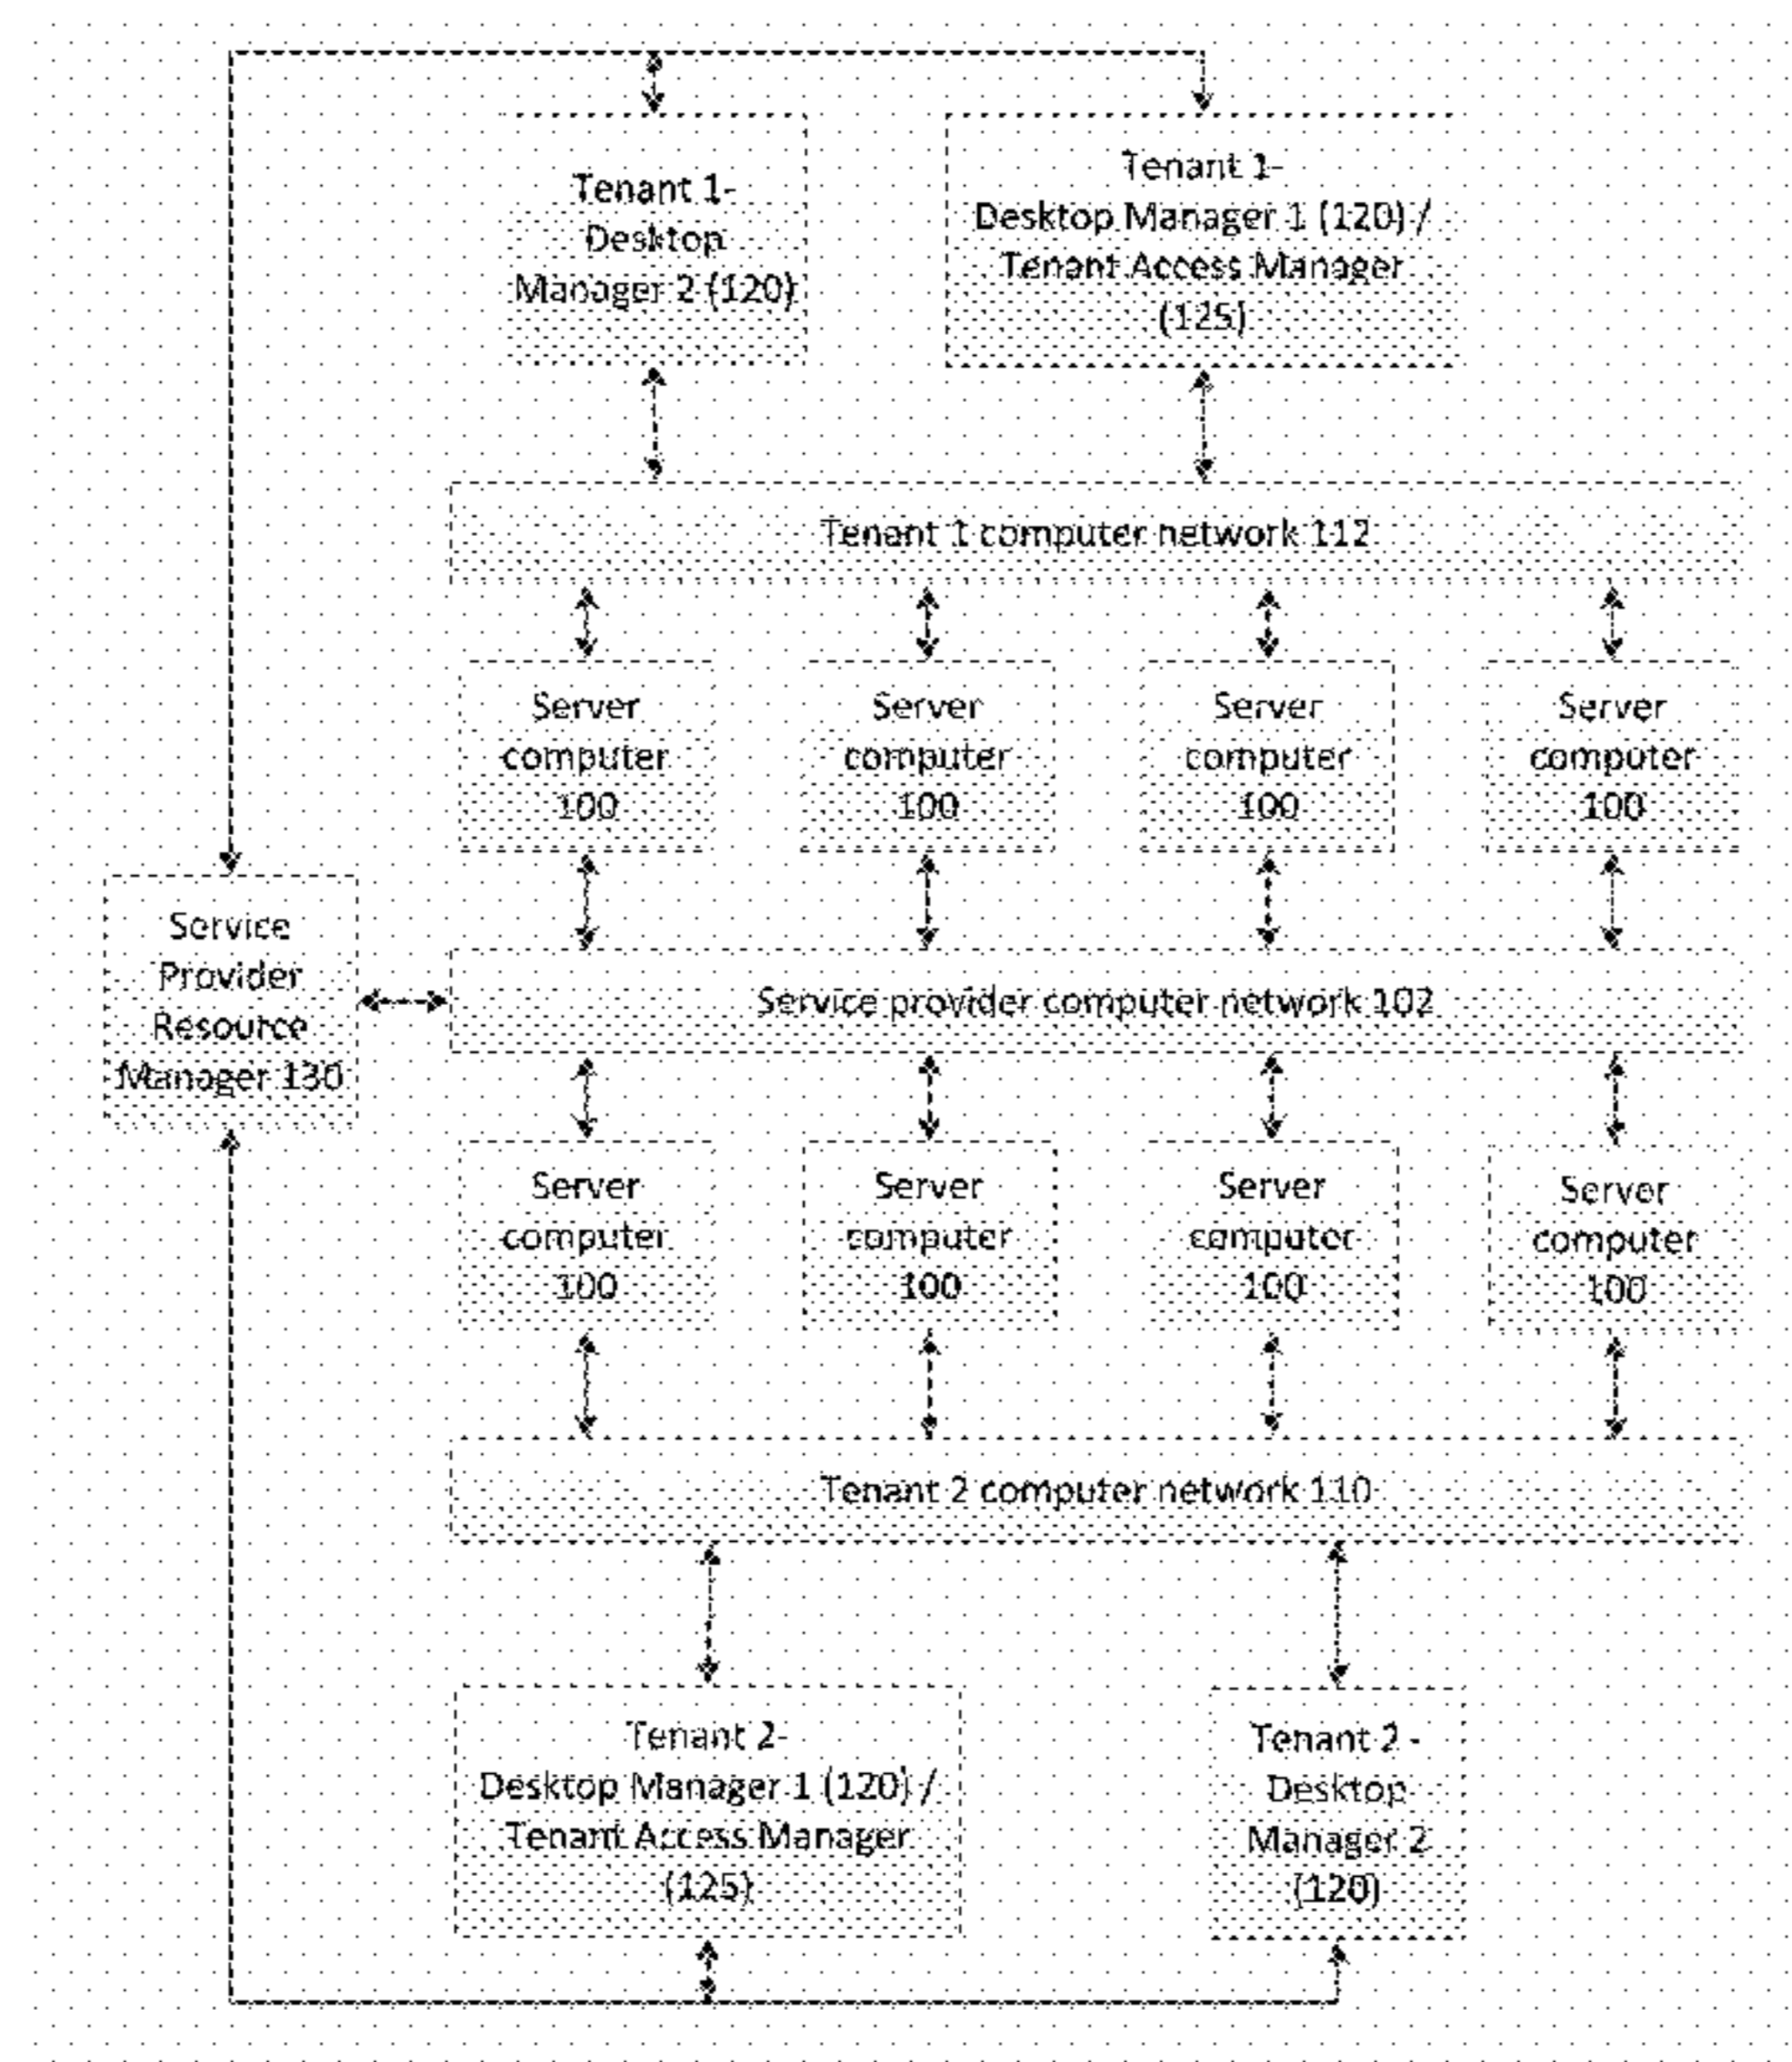 Tenant 1-
Desktop
Manager 2 (120)
Tenant 1-
Desktop Manager 1 (120) /
Tenant Access Manager
(125)
Tenant 1 computer network 112
Server
computer
100
Server
computer
100
Server
computer
100
Server
computer
100
Service
Provider
Resource
Manager 130
Service provider computer network 102
Server
computer
100
Server
computer
100
Server
computer
100
Server
computer
100
Tenant 2 computer network 110
Tenant 2-
Desktop Manager 1 (120) /
Tenant Access Manager
(125)
Tenant 2 -
Desktop
Manager 2
(120)